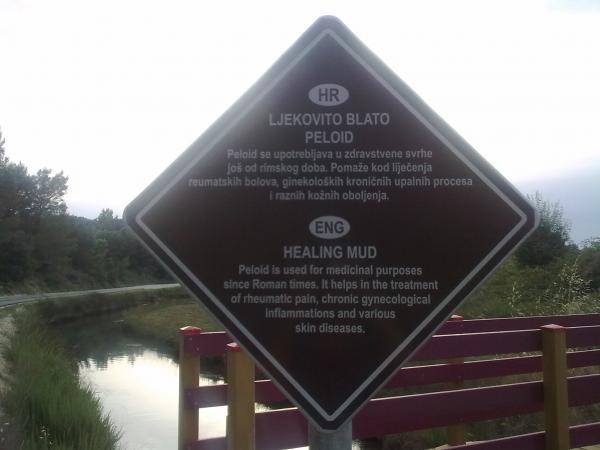 HR
LJEKOVITO BLATO
PELOID
Peloid se upotrebljava u zdravstvene svrhe
još od rimskog doba. Pomaže kod liječenja
reumatskih bolova, ginekoloških kroničnih upalnih procesa
i raznih kožnih oboljenja.
ENG
HEALING MUD
Peloid is used for medicinal purposes
since Roman times. It helps in the treatment
of rheumatic pain, chronic gynecological
inflammations and various
skin diseases.